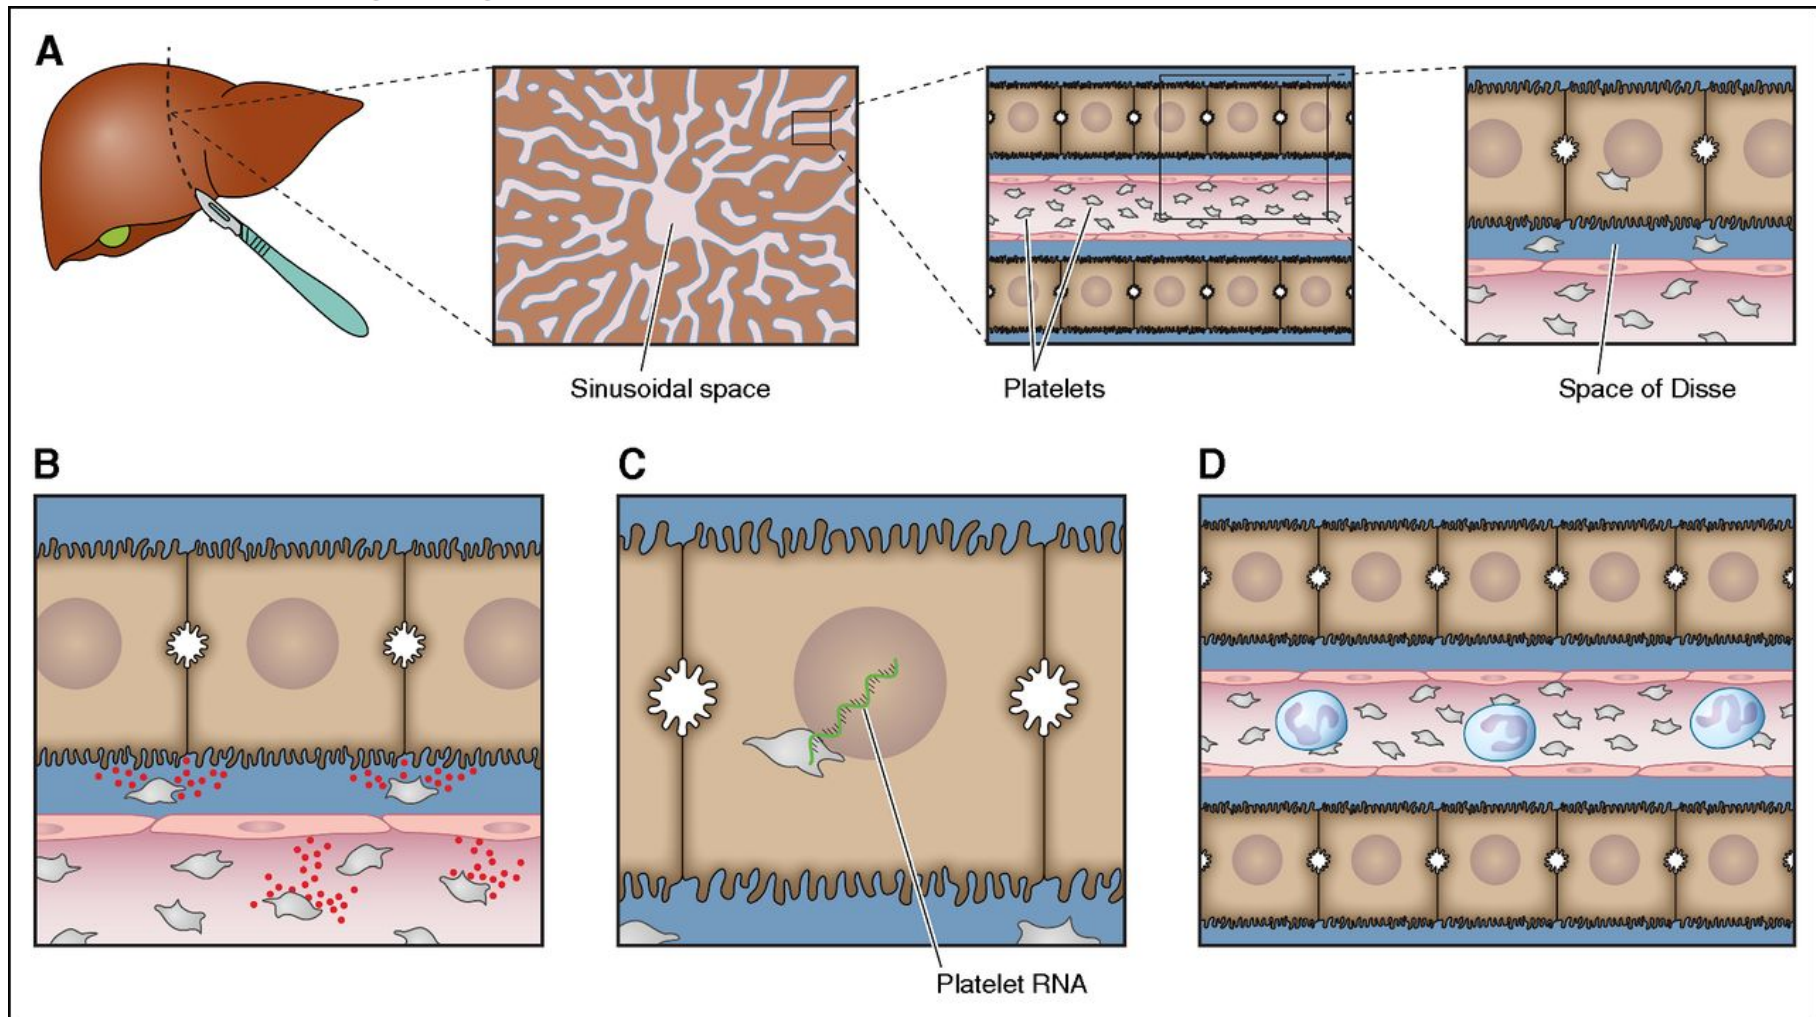 A
Sinusoidal space
Platelets
Space of Disse
B
C
D
Platelet RNA